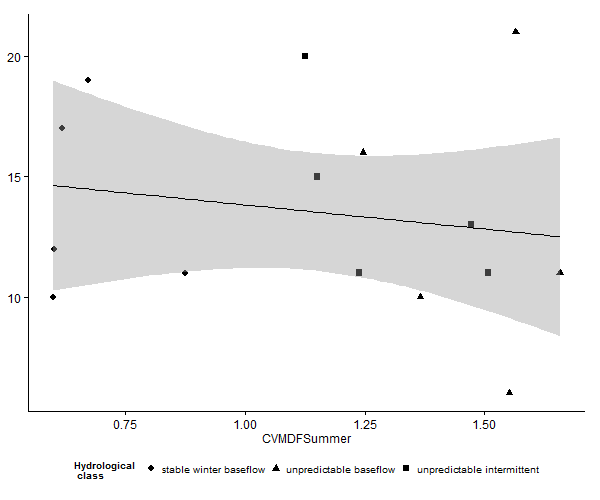 20
15
10
0.75 1.00 1.25 1.50
CVMDFSummer
Hydrological
class
stable winter baseflow unpredictable baseflow unpredictable intermittent